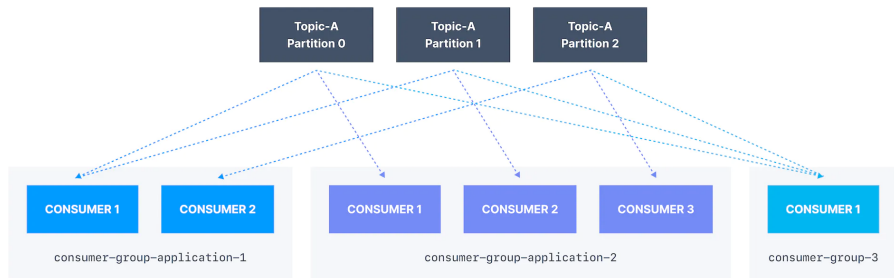 Topic-A
Partition 0
Topic-A
Partition 1
Topic-A
Partition 2
CONSUMER 1
CONSUMER 2
consumer-group-application-1
CONSUMER 1
CONSUMER 2
CONSUMER 3
consumer-group-application-2
CONSUMER 1
consumer-group-3